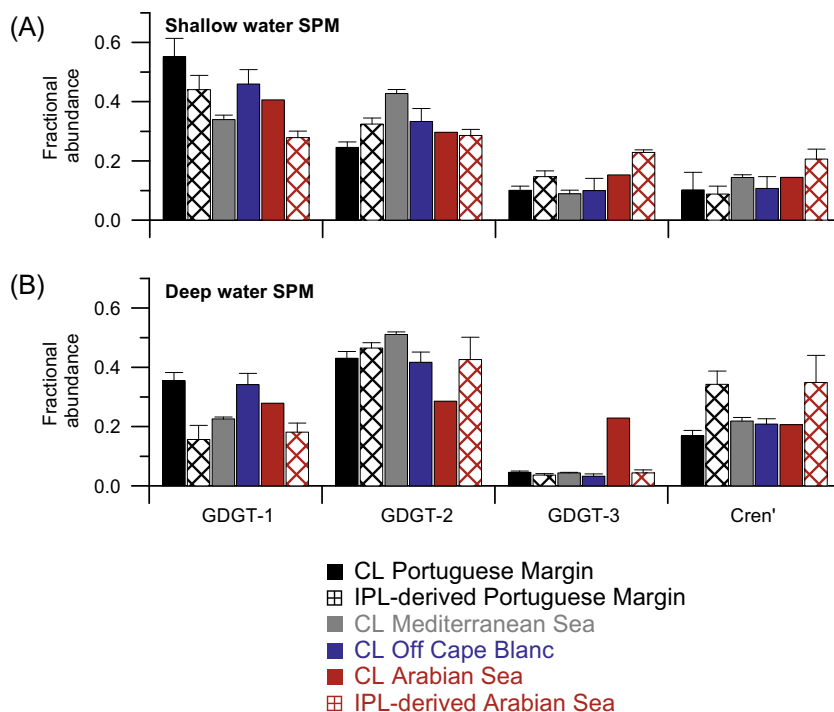 (A)
Shallow water SPM
Fractional
abundance
0.6
0.4
0.2
0.0
(B)
Deep water SPM
Fractional
abundance
0.6
0.4
0.2
0.0
GDGT-1 GDGT-2 GDGT-3 Cren'
CL Portuguese Margin
IPL-derived Portuguese Margin
CL Mediterranean Sea
CL Off Cape Blanc
CL Arabian Sea
IPL-derived Arabian Sea